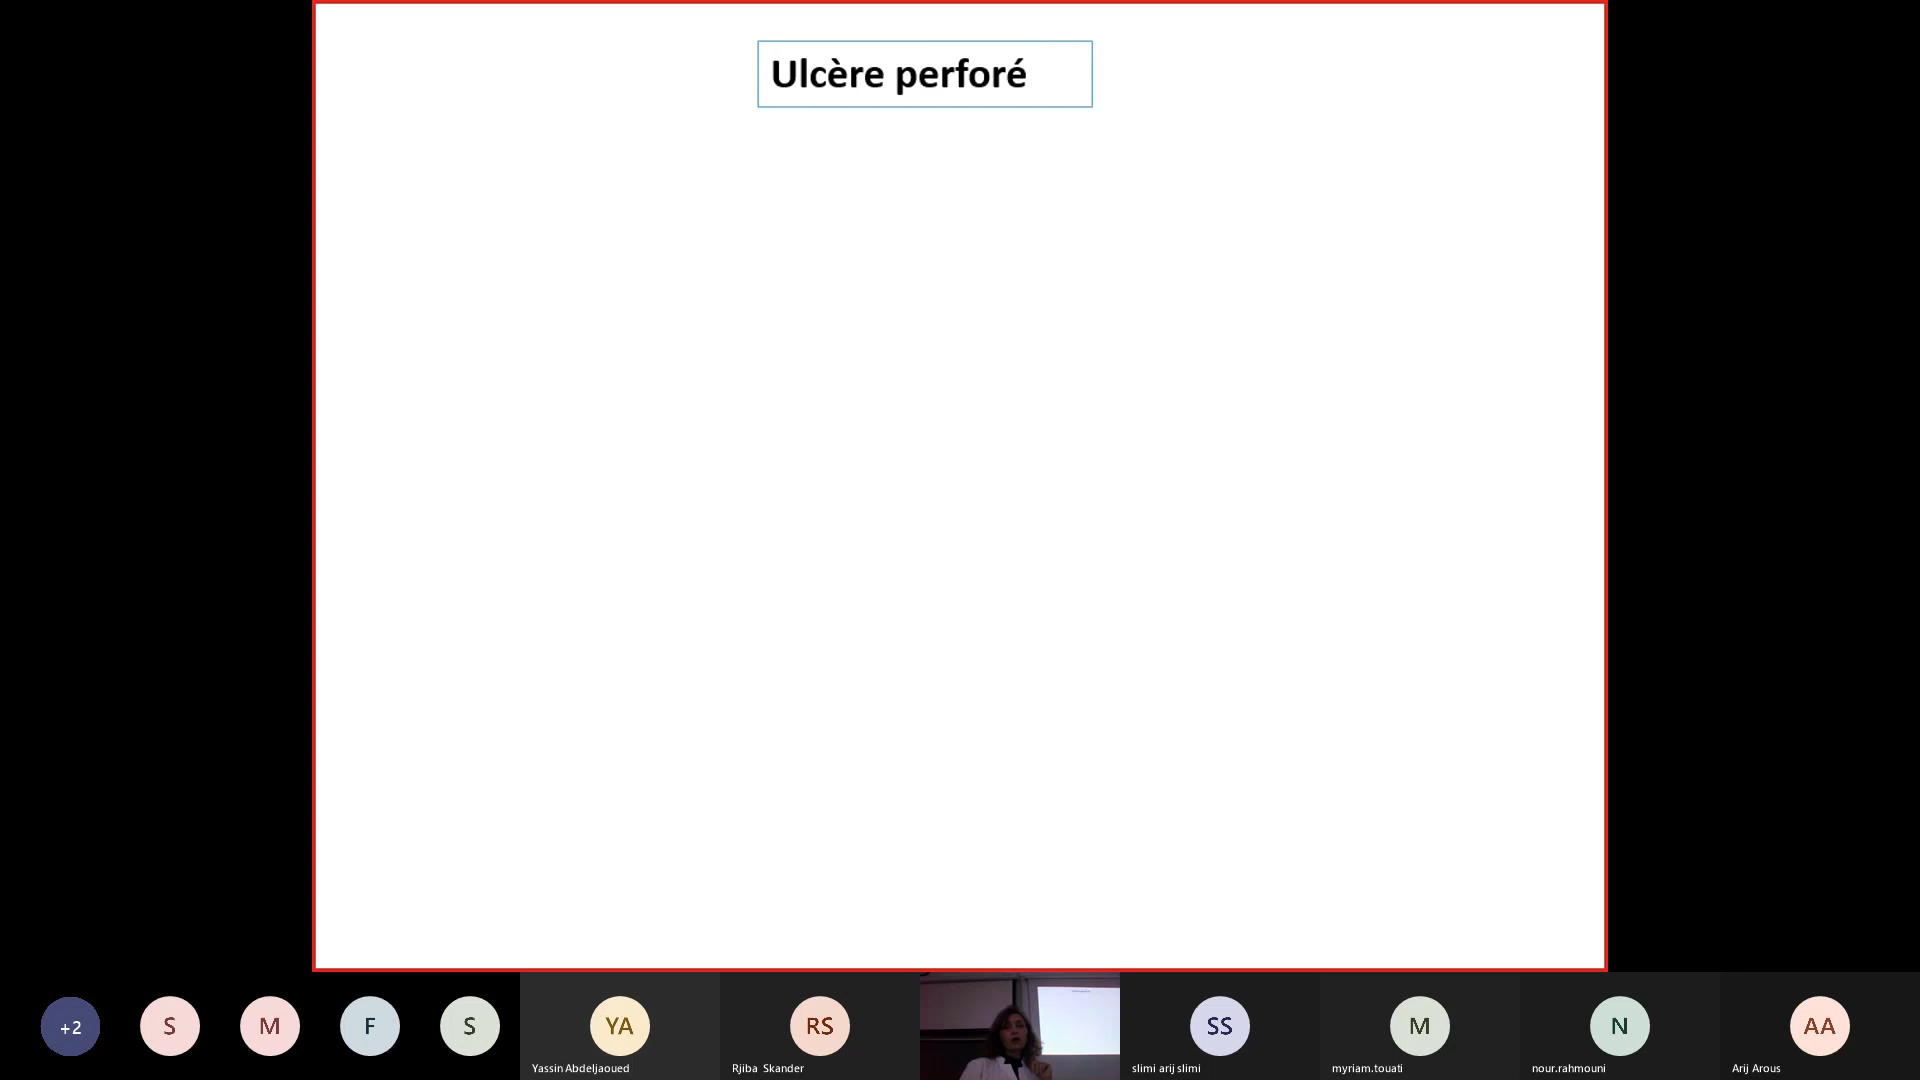 Ulcère perforé
+2
S
M
F
S
YA
RS
SS
M
N
AA
Yassin Abdeljaoued
Rjiba Skander
slimi arij slimi
myriam.touati
nour.rahmouni
Arij Arous